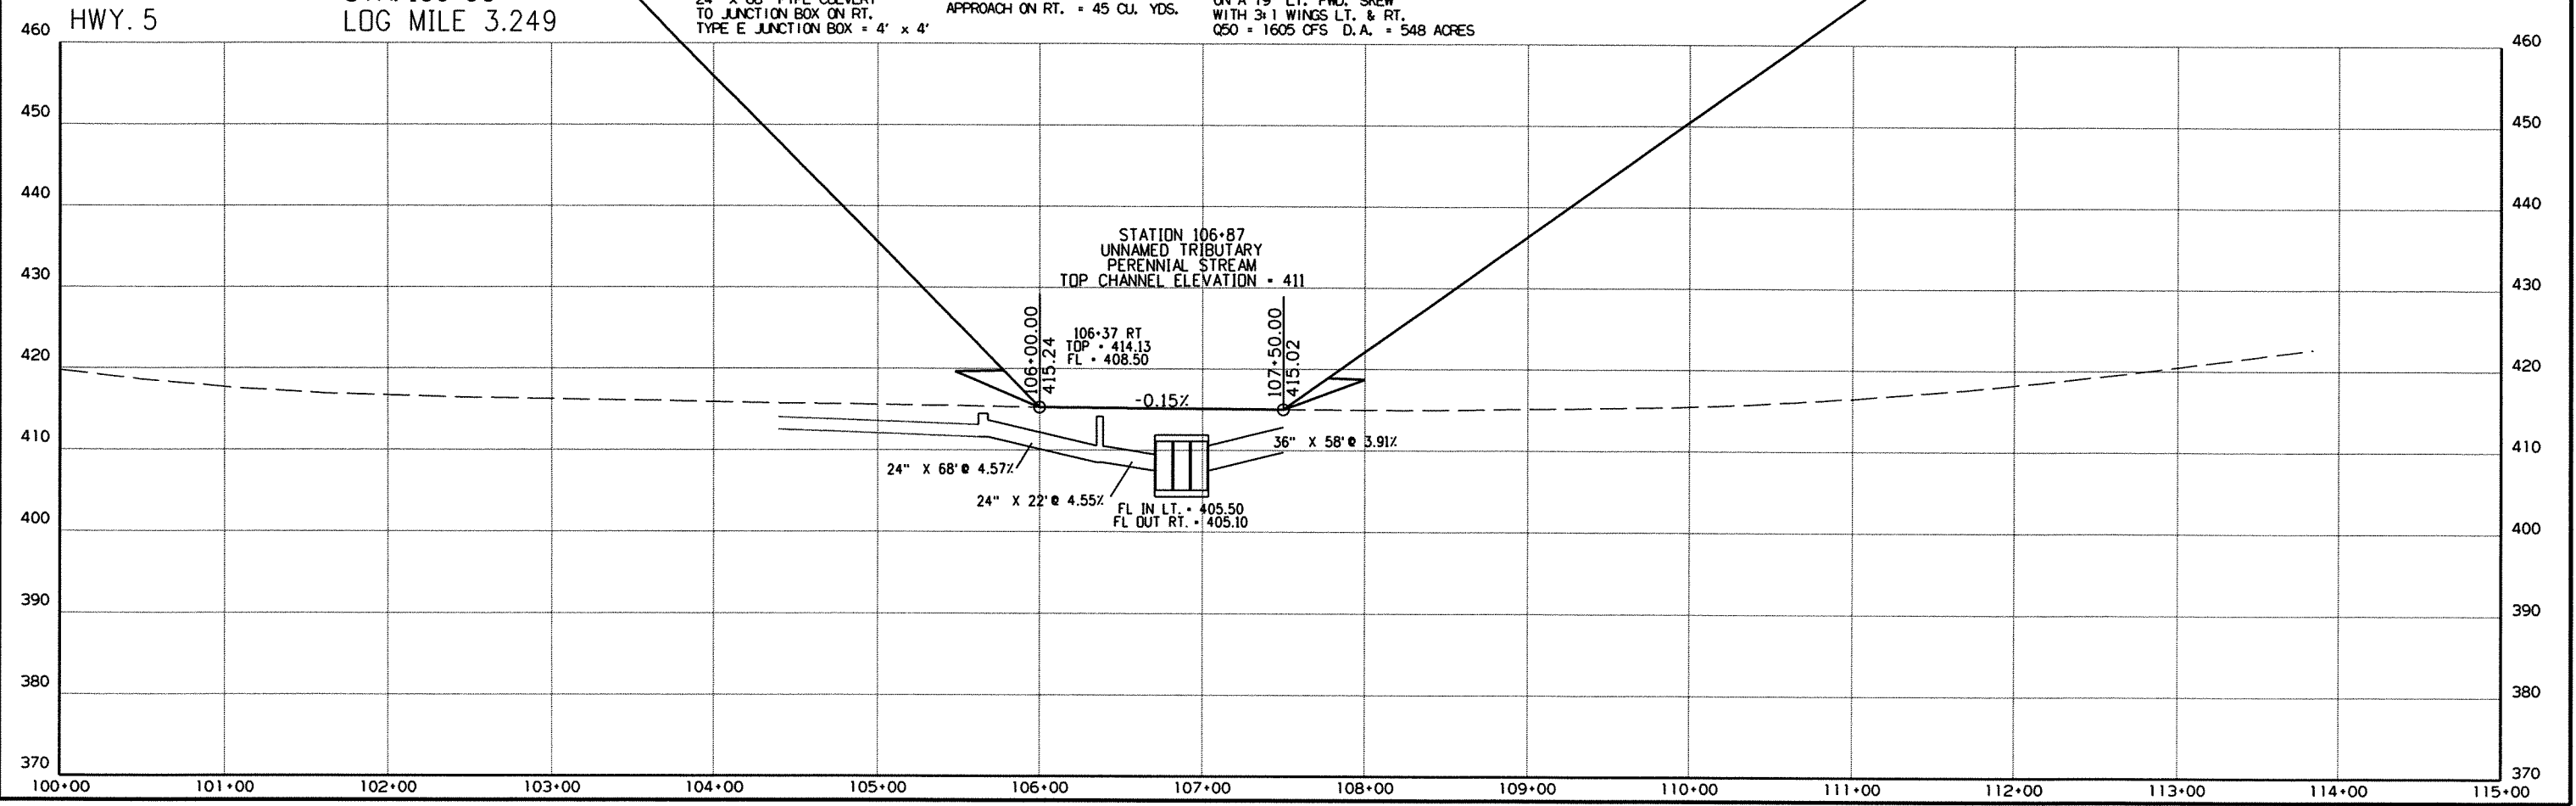 HWY. 5
LOG MILE 3.249
TO JUNCTION BOX ON RT.
TYPE E JUNCTION BOX = 4' x 4'
APPROACH ON RT. = 45 CU. YDS.
WITH 3:1 WINGS LT. & RT.
Q50 = 1605 CFS D.A. = 548 ACRES
460
450
440
430
420
410
400
390
380
370
STATION 106+87
UNNAMED TRIBUTARY
PERENNIAL STREAM
TOP CHANNEL ELEVATION = 411
106+00.00
415.24
106+37 RT
TOP = 414.13
FL = 408.50
107+50.00
415.02
-0.15%
24" X 68' @ 4.57%
24" X 22' @ 4.55%
36" X 58' @ 3.91%
FL IN LT. = 405.50
FL OUT RT. = 405.10
460
450
440
430
420
410
400
390
380
370
100+00 101+00 102+00 103+00 104+00 105+00 106+00 107+00 108+00 109+00 110+00 111+00 112+00 113+00 114+00 115+00